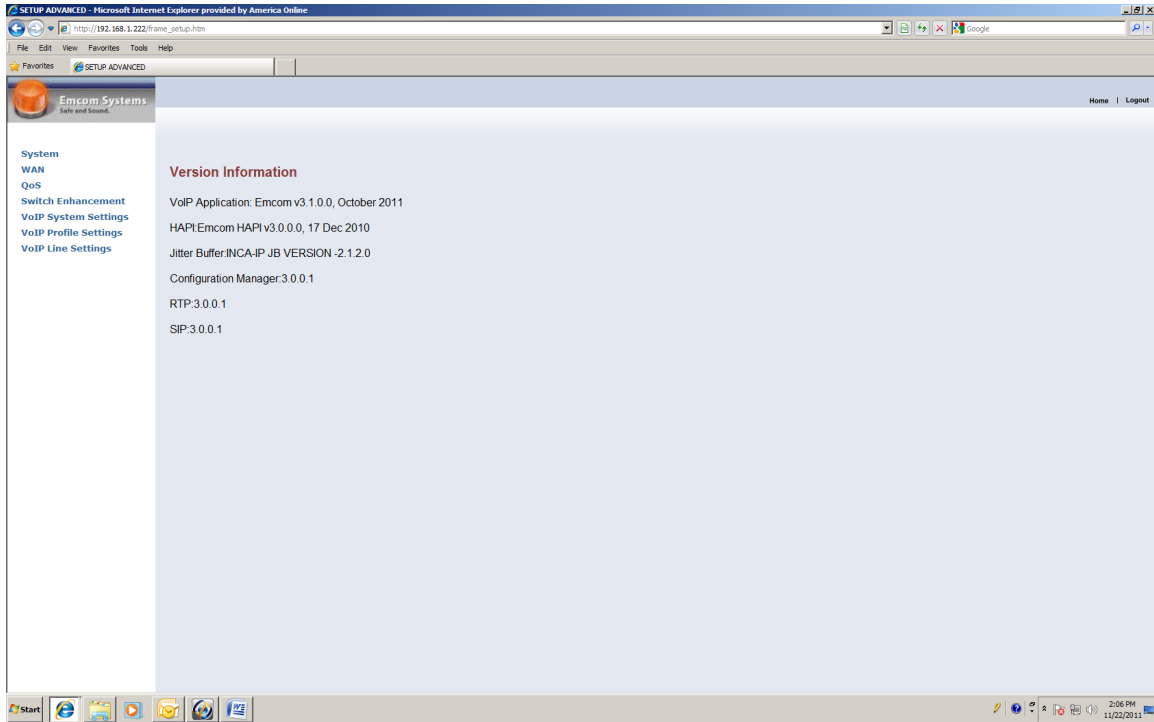 SETUP ADVANCED - Microsoft Internet Explorer provided by America Online
http://192.168.1.222/frame_setup.htm
Google
File Edit View Favorites Tools Help
Favorites SETUP ADVANCED
Emcom Systems
Safe and Sound.
Home | Logout
System
WAN
QoS
Switch Enhancement
VoIP System Settings
VoIP Profile Settings
VoIP Line Settings
Version Information
VoIP Application: Emcom v3.1.0.0, October 2011
HAPI:Emcom HAPI v3.0.0.0, 17 Dec 2010
Jitter Buffer:INCA-IP JB VERSION -2.1.2.0
Configuration Manager:3.0.0.1
RTP:3.0.0.1
SIP:3.0.0.1
Start
2:06 PM
11/22/2011